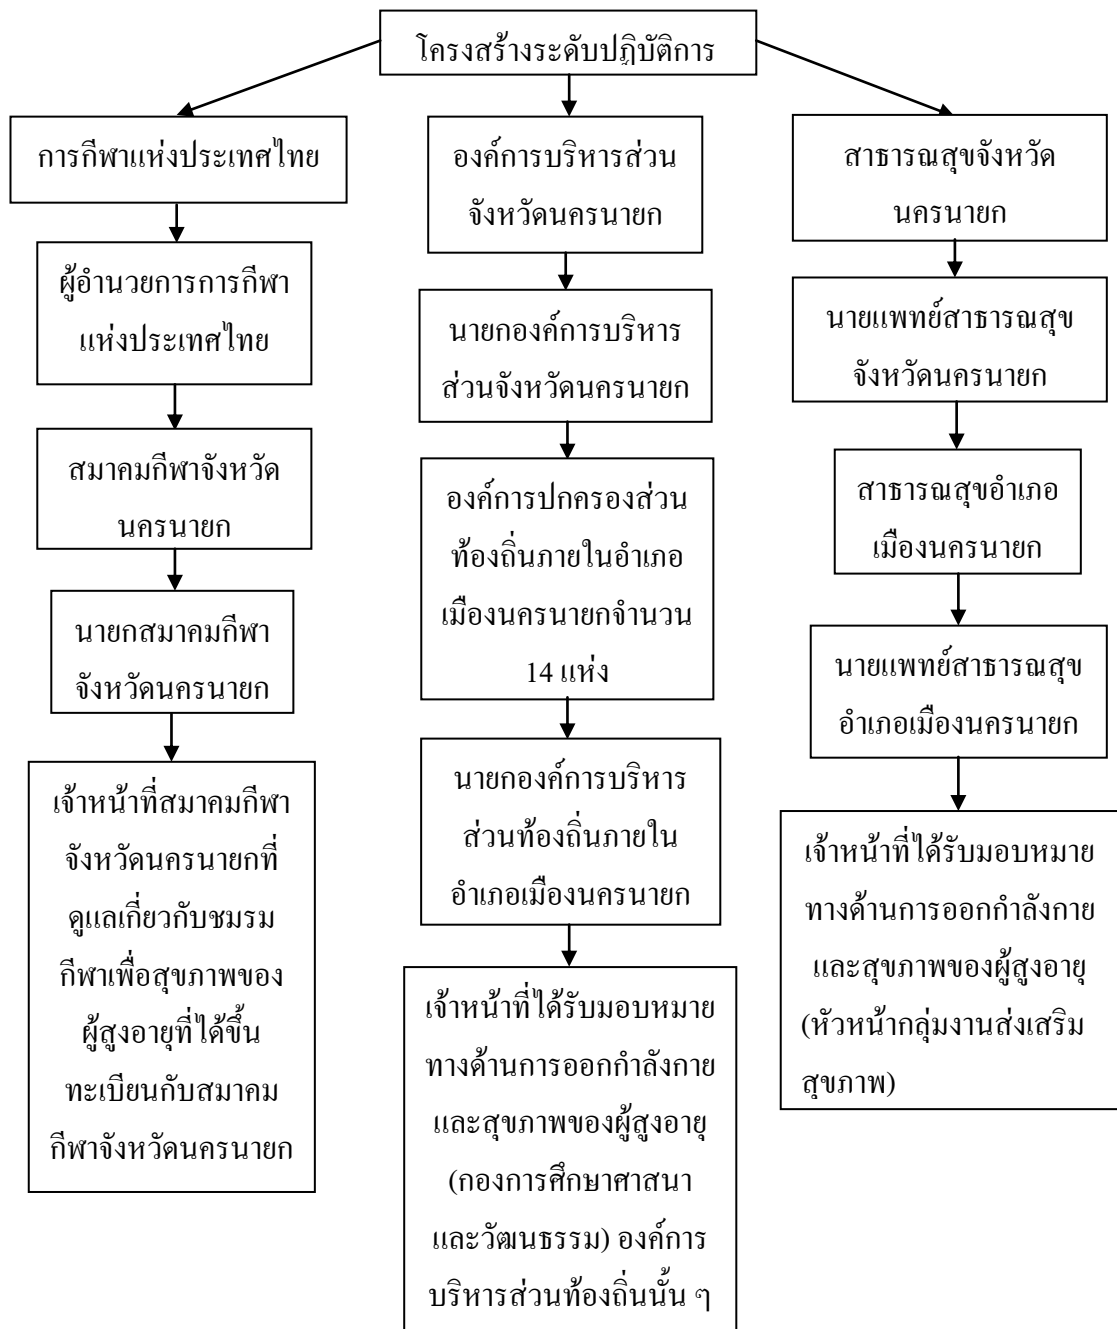 โครงสร้างระดับปฏิบัติการ
การกีฬาแห่งประเทศไทย
ผู้อำนวยการการกีฬา
แห่งประเทศไทย
สมาคมกีฬาจังหวัด
นครนายก
นายกสมาคมกีฬา
จังหวัดนครนายก
เจ้าหน้าที่สมาคมกีฬา
จังหวัดนครนายกที่
ดูแลเกี่ยวกับชมรม
กีฬาเพื่อสุขภาพของ
ผู้สูงอายุที่ได้ขึ้น
ทะเบียนกับสมาคม
กีฬาจังหวัดนครนายก
องค์การบริหารส่วน
จังหวัดนครนายก
นายกองค์การบริหาร
ส่วนจังหวัดนครนายก
องค์การปกครองส่วน
ท้องถิ่นภายในอำเภอ
เมืองนครนายกจำนวน
14 แห่ง
นายกองค์การบริหาร
ส่วนท้องถิ่นภายใน
อำเภอเมืองนครนายก
เจ้าหน้าที่ได้รับมอบหมาย
ทางด้านการออกกำลังกาย
และสุขภาพของผู้สูงอายุ
(กองการศึกษาศาสนา
และวัฒนธรรม) องค์การ
บริหารส่วนท้องถิ่นนั้น ๆ
สาธารณสุขจังหวัด
นครนายก
นายแพทย์สาธารณสุข
จังหวัดนครนายก
สาธารณสุขอำเภอ
เมืองนครนายก
นายแพทย์สาธารณสุข
อำเภอเมืองนครนายก
เจ้าหน้าที่ได้รับมอบหมาย
ทางด้านการออกกำลังกาย
และสุขภาพของผู้สูงอายุ
(หัวหน้ากลุ่มงานส่งเสริม
สุขภาพ)